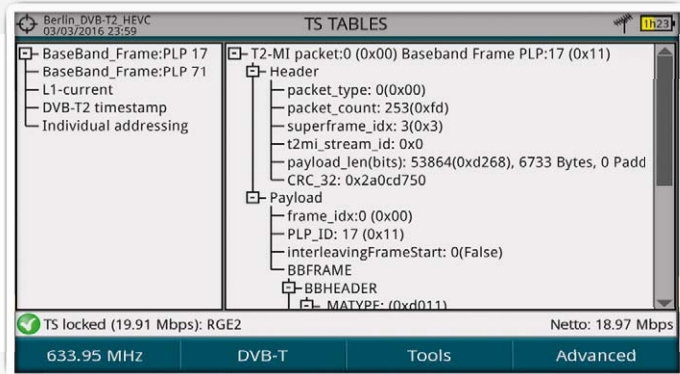 Berlin_DVB-T2_HEVC
03/03/2016 23:59
TS TABLES
1h23
BaseBand_Frame:PLP 17
BaseBand_Frame:PLP 71
L1-current
DVB-T2 timestamp
Individual addressing
T2-MI packet:0 (0x00) Baseband Frame PLP:17 (0x11)
Header
packet_type: 0(0x00)
packet_count: 253(0xfd)
superframe_idx: 3(0x3)
t2mi_stream_id: 0x0
payload_len(bits): 53864(0xd268), 6733 Bytes, 0 Padd
CRC_32: 0x2a0cd750
Payload
frame_idx:0 (0x00)
PLP_ID: 17 (0x11)
interleavingFrameStart: 0(False)
BBFRAME
BBHEADER
MATYPE: (0xd011)
TS locked (19.91 Mbps): RGE2
Netto: 18.97 Mbps
633.95 MHz
DVB-T
Tools
Advanced